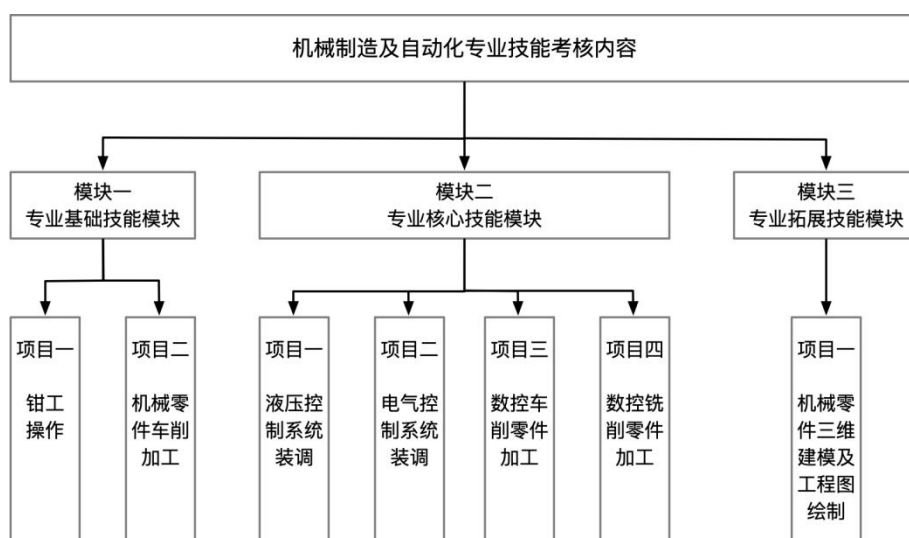 机械制造及自动化专业技能考核内容
模块一
专业基础技能模块
模块二
专业核心技能模块
模块三
专业拓展技能模块
项目一
钳工
操作
项目二
机械零
件车削
加工
项目一
液压控
制系统
装调
项目二
电气控
制系统
装调
项目三
数控车
削零件
加工
项目四
数控铣
削零件
加工
项目一
机械零
件三维
建模及
工程图
绘制